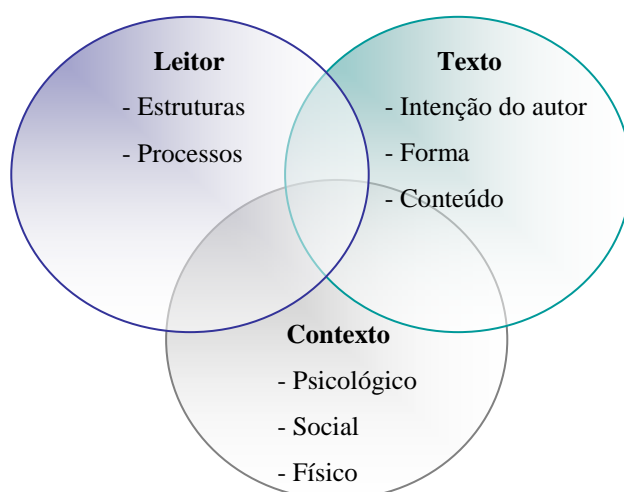 Leitor
- Estruturas
- Processos
Texto
- Intenção do autor
- Forma
- Conteúdo
Contexto
- Psicológico
- Social
- Físico